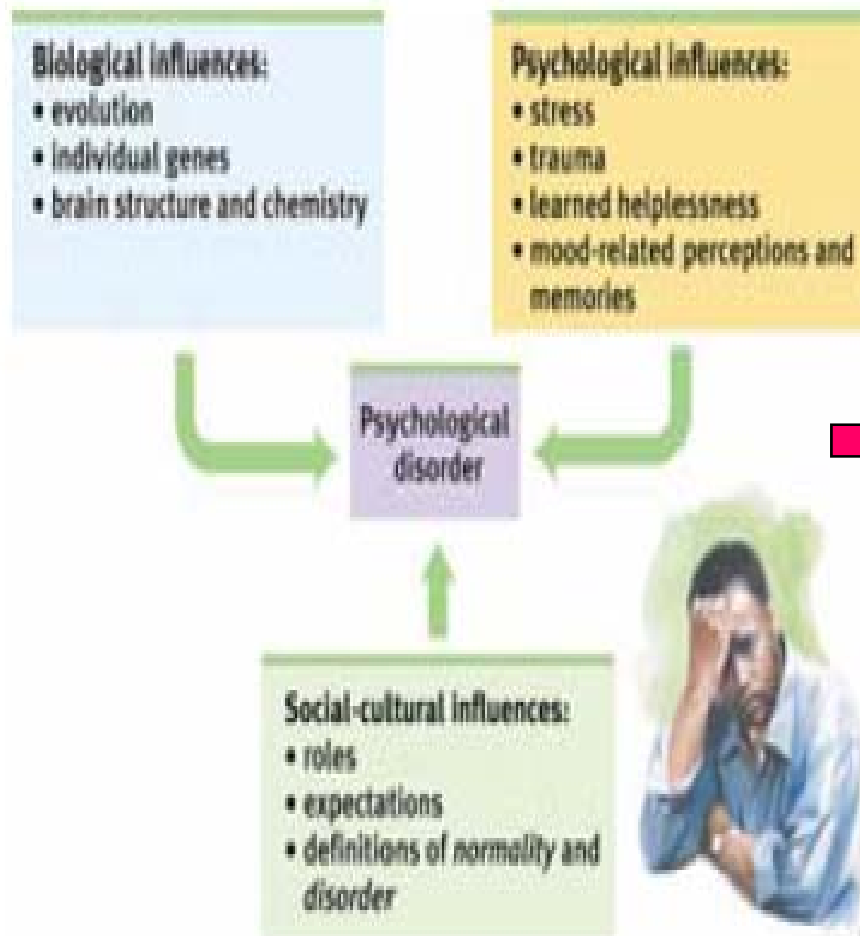 Biological influences:
• evolution
• individual genes
• brain structure and chemistry
Psychological influences:
• stress
• trauma
• learned helplessness
• mood-related perceptions and
memories
Psychological
disorder
Social-cultural influences:
• roles
• expectations
• definitions of normality and
disorder